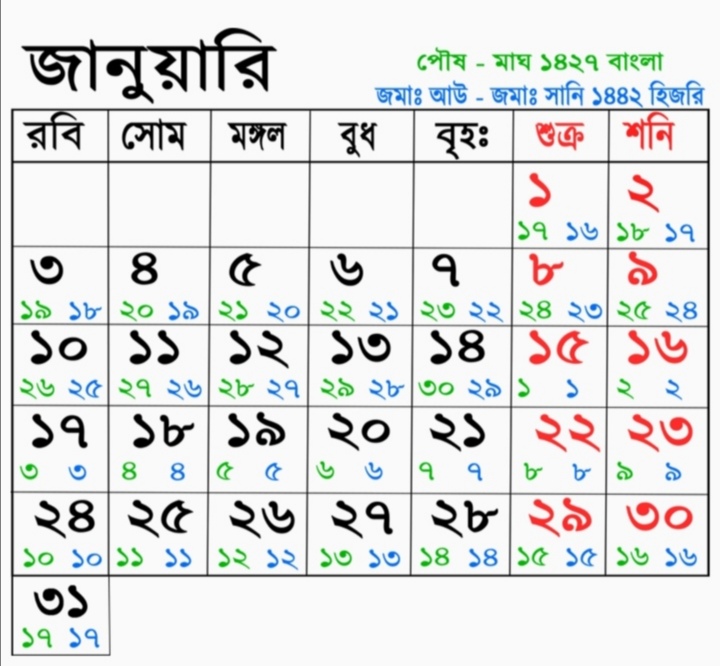 জানুয়ারি
পৌষ - মাঘ ১৪২৭ বাংলা
জমাঃ আউ - জমাঃ সানি ১৪৪২ হিজরি
রবি সোম মঙ্গল বুধ বৃহঃ শুক্র শনি
১ ২
১৭ ১৬ ১৮ ১৭
৩ ৪ ৫ ৬ ৭ ৮ ৯
১৯ ১৮ ২০ ১৯ ২১ ২০ ২২ ২১ ২৩ ২২ ২৪ ২৩ ২৫ ২৪
১০ ১১ ১২ ১৩ ১৪ ১৫ ১৬
২৬ ২৫ ২৭ ২৬ ২৮ ২৭ ২৯ ২৮ ৩০ ২৯ ১ ১ ২ ২
১৭ ১৮ ১৯ ২০ ২১ ২২ ২৩
৩ ৩ ৪ ৪ ৫ ৫ ৬ ৬ ৭ ৭ ৮ ৮ ৯ ৯
২৪ ২৫ ২৬ ২৭ ২৮ ২৯ ৩০
১০ ১০ ১১ ১১ ১২ ১২ ১৩ ১৩ ১৪ ১৪ ১৫ ১৫ ১৬ ১৬
৩১
১৭ ১৭